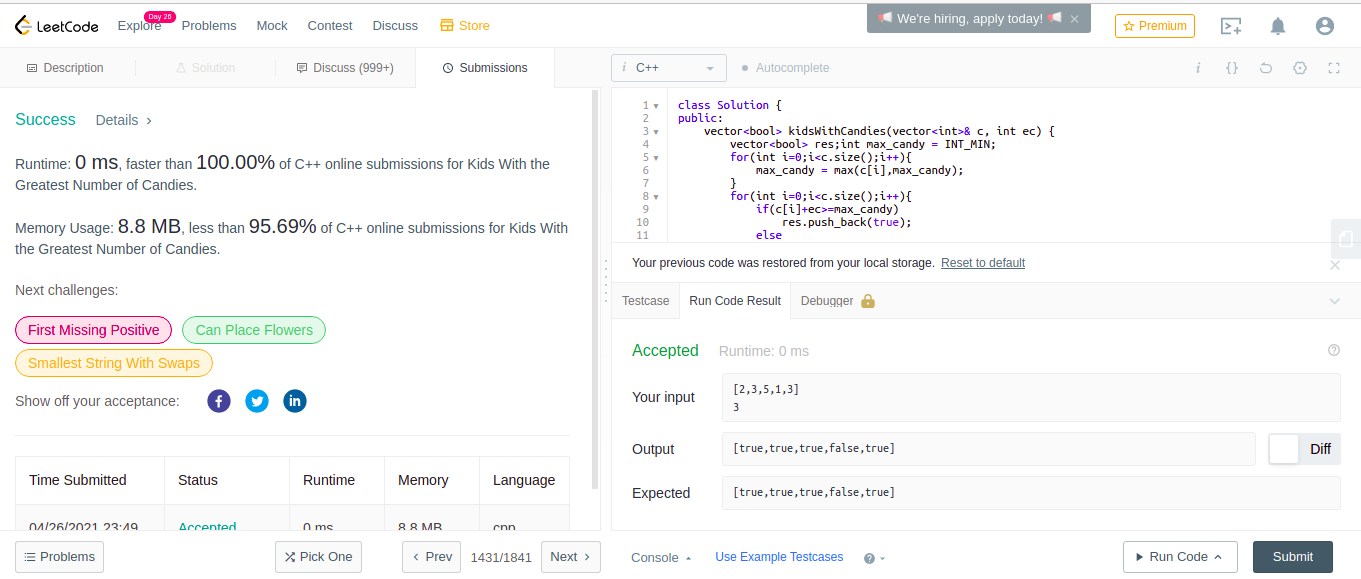 LeetCode Explore Day 26 Problems Mock Contest Discuss Store We're hiring, apply today! Premium
Description Solution Discuss (999+) Submissions
Success Details
Runtime: 0 ms, faster than 100.00% of C++ online submissions for Kids With the
Greatest Number of Candies.
Memory Usage: 8.8 MB, less than 95.69% of C++ online submissions for Kids With
the Greatest Number of Candies.
Next challenges:
First Missing Positive Can Place Flowers
Smallest String With Swaps
Show off your acceptance:
Time Submitted Status Runtime Memory Language
04/26/2021 23:49 Accepted 0 ms 8.8 MB cpp
Problems Pick One Prev 1431/1841 Next
i C++ Autocomplete i {}
1 class Solution {
2 public:
3 vector<bool> kidsWithCandies(vector<int>& c, int ec) {
4 vector<bool> res;int max_candy = INT_MIN;
5 for(int i=0;i<c.size();i++){
6 max_candy = max(c[i],max_candy);
7 }
8 for(int i=0;i<c.size();i++){
9 if(c[i]+ec>=max_candy)
10 res.push_back(true);
11 else
Your previous code was restored from your local storage. Reset to default
Testcase Run Code Result Debugger
Accepted Runtime: 0 ms
Your input [2,3,5,1,3]
3
Output [true,true,true,false,true] Diff
Expected [true,true,true,false,true]
Console Use Example Testcases Run Code Submit